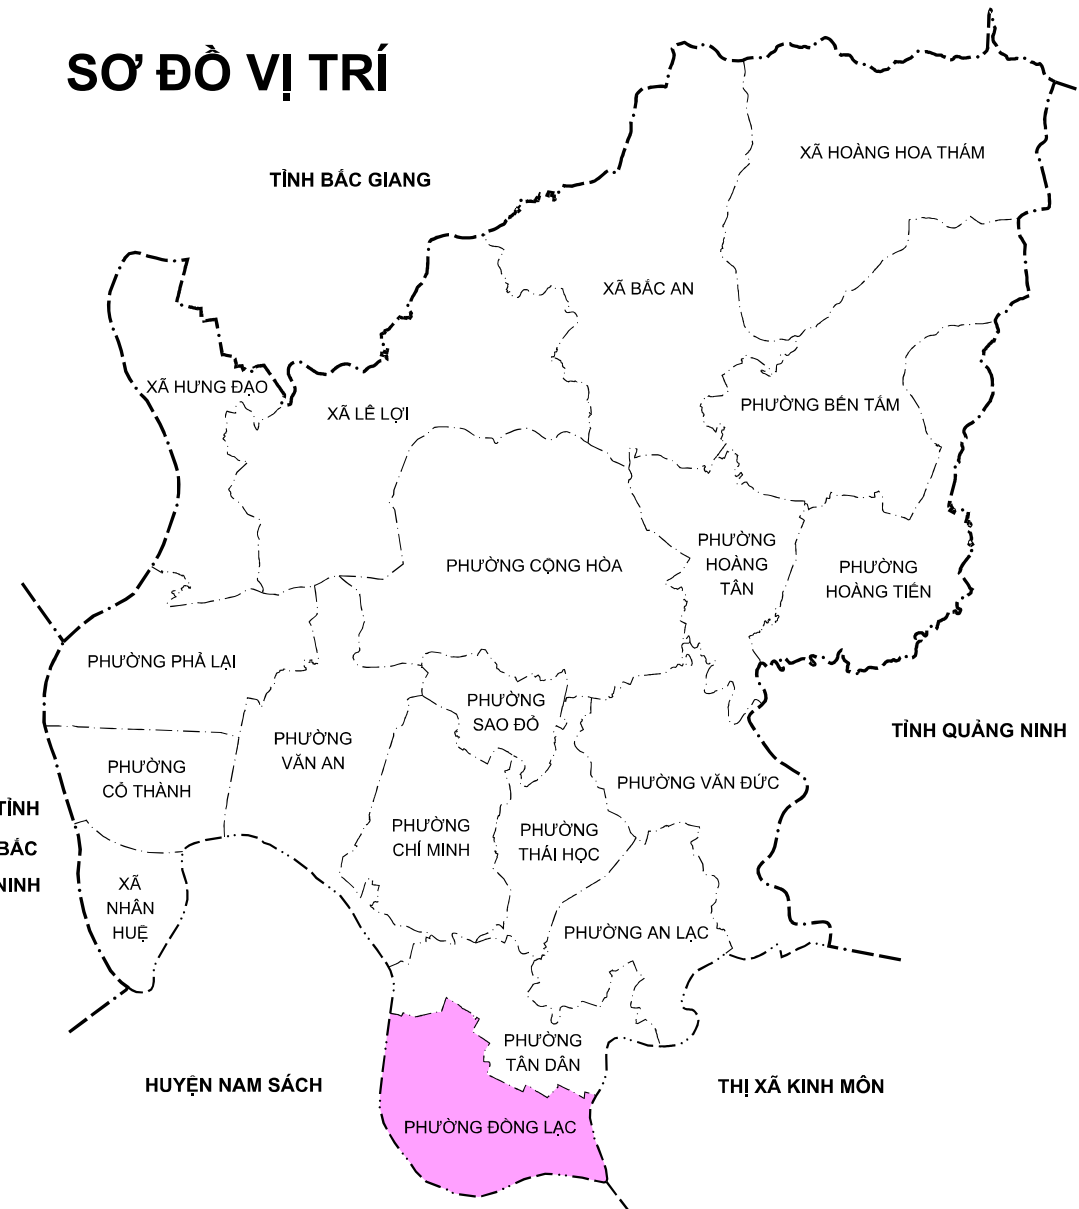 SƠ ĐỒ VỊ TRÍ
XÃ HOÀNG HOA THÁM
TỈNH BẮC GIANG
XÃ BẮC AN
XÃ HƯNG ĐẠO
XÃ LÊ LỢI
PHƯỜNG BẾN TẮM
PHƯỜNG
HOÀNG
TÂN
PHƯỜNG CỘNG HÒA
PHƯỜNG
HOÀNG TIẾN
PHƯỜNG PHẢ LẠI
PHƯỜNG
SAO ĐỎ
TỈNH QUẢNG NINH
PHƯỜNG
VĂN AN
PHƯỜNG
CỔ THÀNH
PHƯỜNG VĂN ĐỨC
TỈNH
BẮC
NINH
PHƯỜNG
CHÍ MINH
PHƯỜNG
THÁI HỌC
XÃ
NHÂN
HUỆ
PHƯỜNG AN LẠC
PHƯỜNG
TÂN DÂN
HUYỆN NAM SÁCH
THỊ XÃ KINH MÔN
PHƯỜNG ĐỒNG LẠC